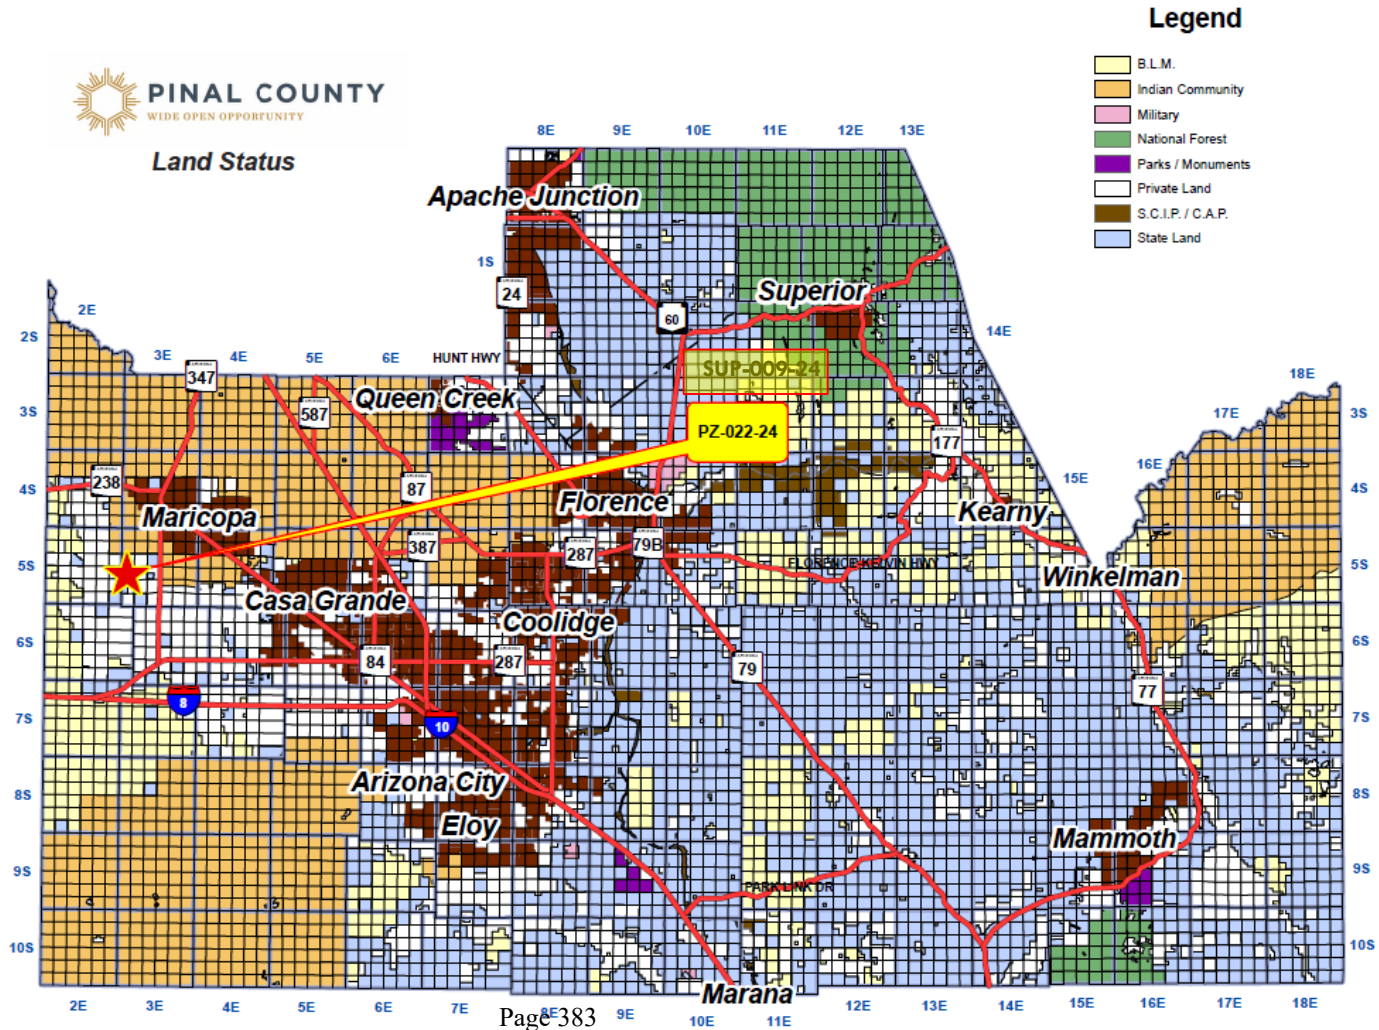 Legend
B.L.M.
Indian Community
Military
National Forest
Parks / Monuments
Private Land
S.C.I.P. / C.A.P.
State Land
PINAL COUNTY
WIDE OPEN OPPORTUNITY
Land Status
8E 9E 10E 11E 12E 13E
Apache Junction
1S
24
Superior
2E
60
14E
2S
3E 4E 5E 6E
HUNT HWY
347
SUP-009-24
18E
587
Queen Creek
3S
17E
3S
PZ-022-24
177
16E
238
87
15E
4S
4S
Florence
Maricopa
Kearny
387
287
79B
FLORENCE-KELVIN HWY
5S
5S
Winkelman
Casa Grande
Coolidge
6S
6S
84
287
79
77
8
10
7S
7S
Arizona City
8S
8S
Eloy
Mammoth
9S
9S
PARK LINK DR
10S
10S
Marana
2E 3E 4E 5E 6E 7E 8E 9E 10E 11E 12E 13E 14E 15E 16E 17E 18E
Page 383